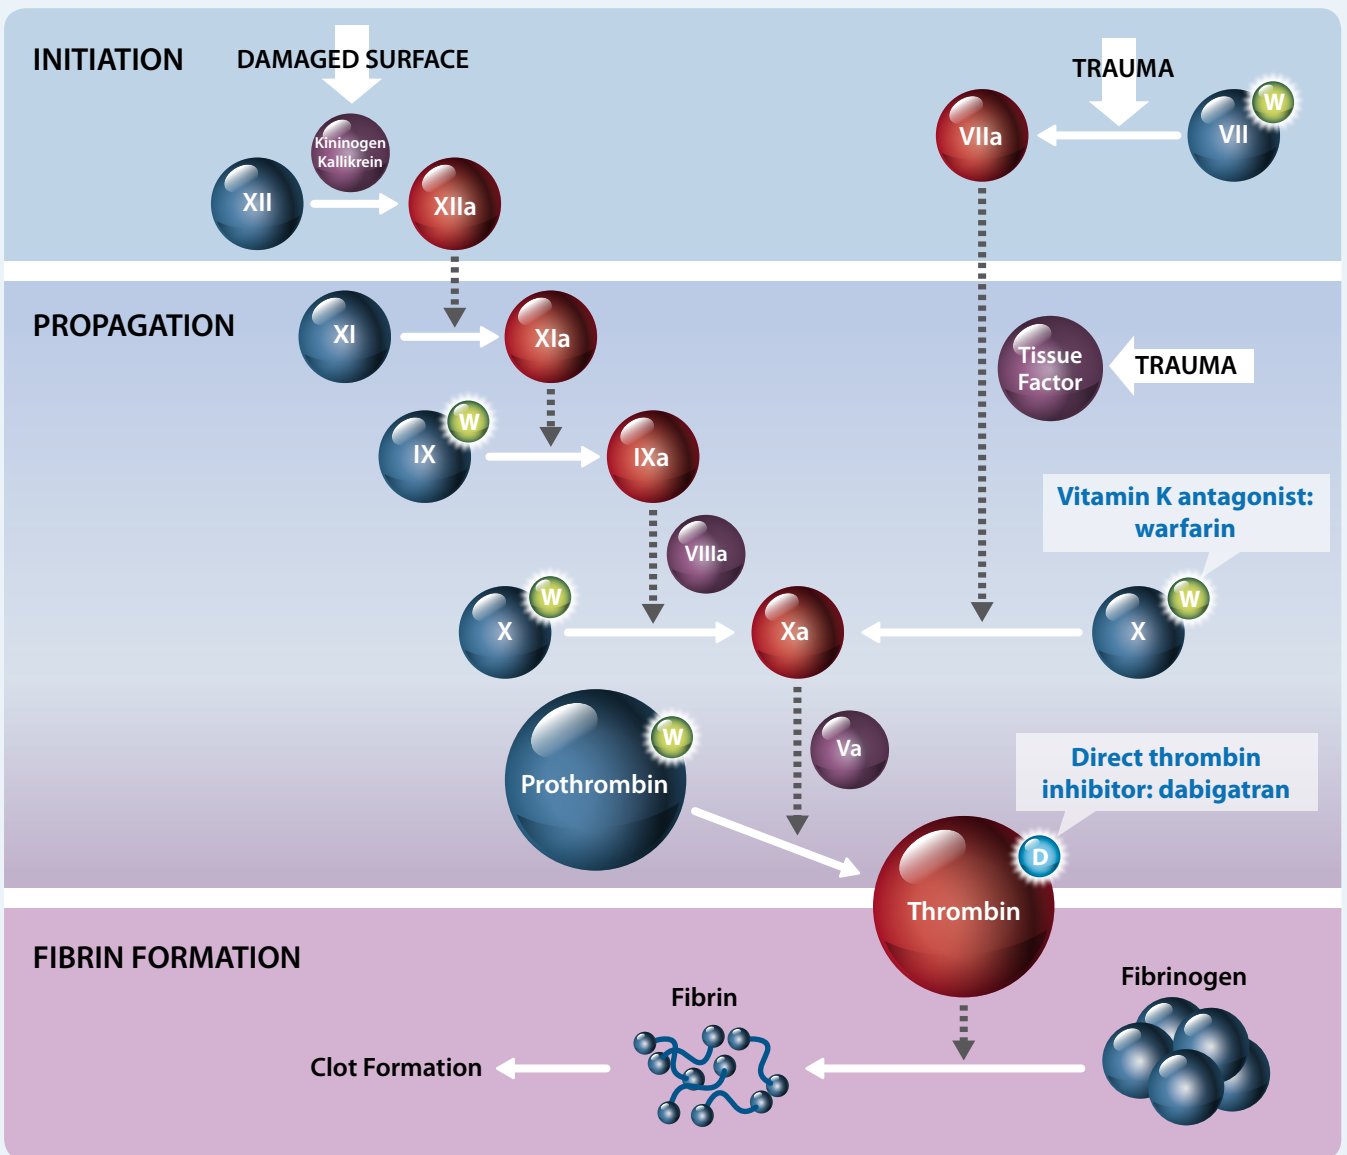 INITIATION
DAMAGED SURFACE
TRAUMA
Kininogen
Kallikrein
XII
XIIa
VIIa
VII
W
PROPAGATION
XI
XIa
Tissue
Factor
TRAUMA
IX
W
IXa
VIIIa
Vitamin K antagonist:
warfarin
X
W
Xa
X
W
Prothrombin
W
Va
Direct thrombin
inhibitor: dabigatran
D
Thrombin
FIBRIN FORMATION
Fibrin
Fibrinogen
Clot Formation